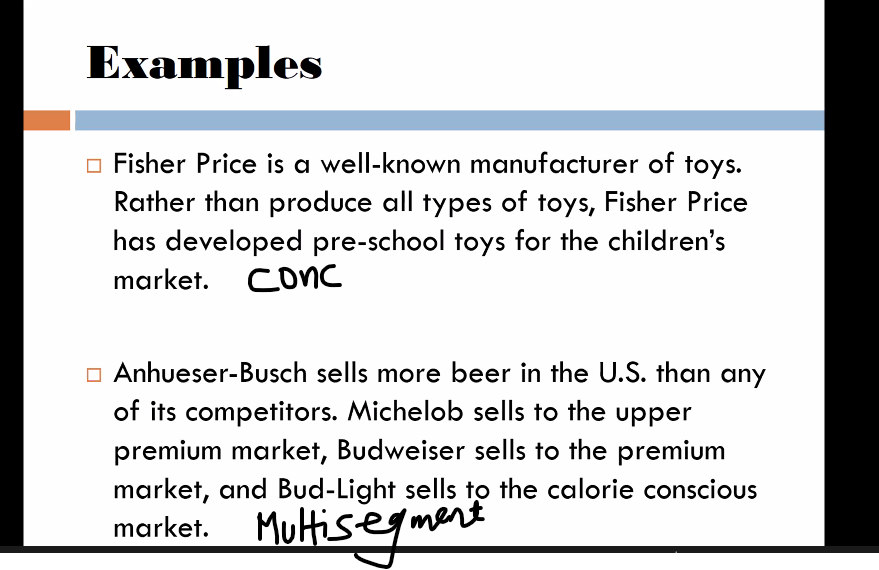 Examples
Fisher Price is a well-known manufacturer of toys.
Rather than produce all types of toys, Fisher Price
has developed pre-school toys for the children's
market. conc
Anhueser-Busch sells more beer in the U.S. than any
of its competitors. Michelob sells to the upper
premium market, Budweiser sells to the premium
market, and Bud-Light sells to the calorie conscious
market. Multisegment